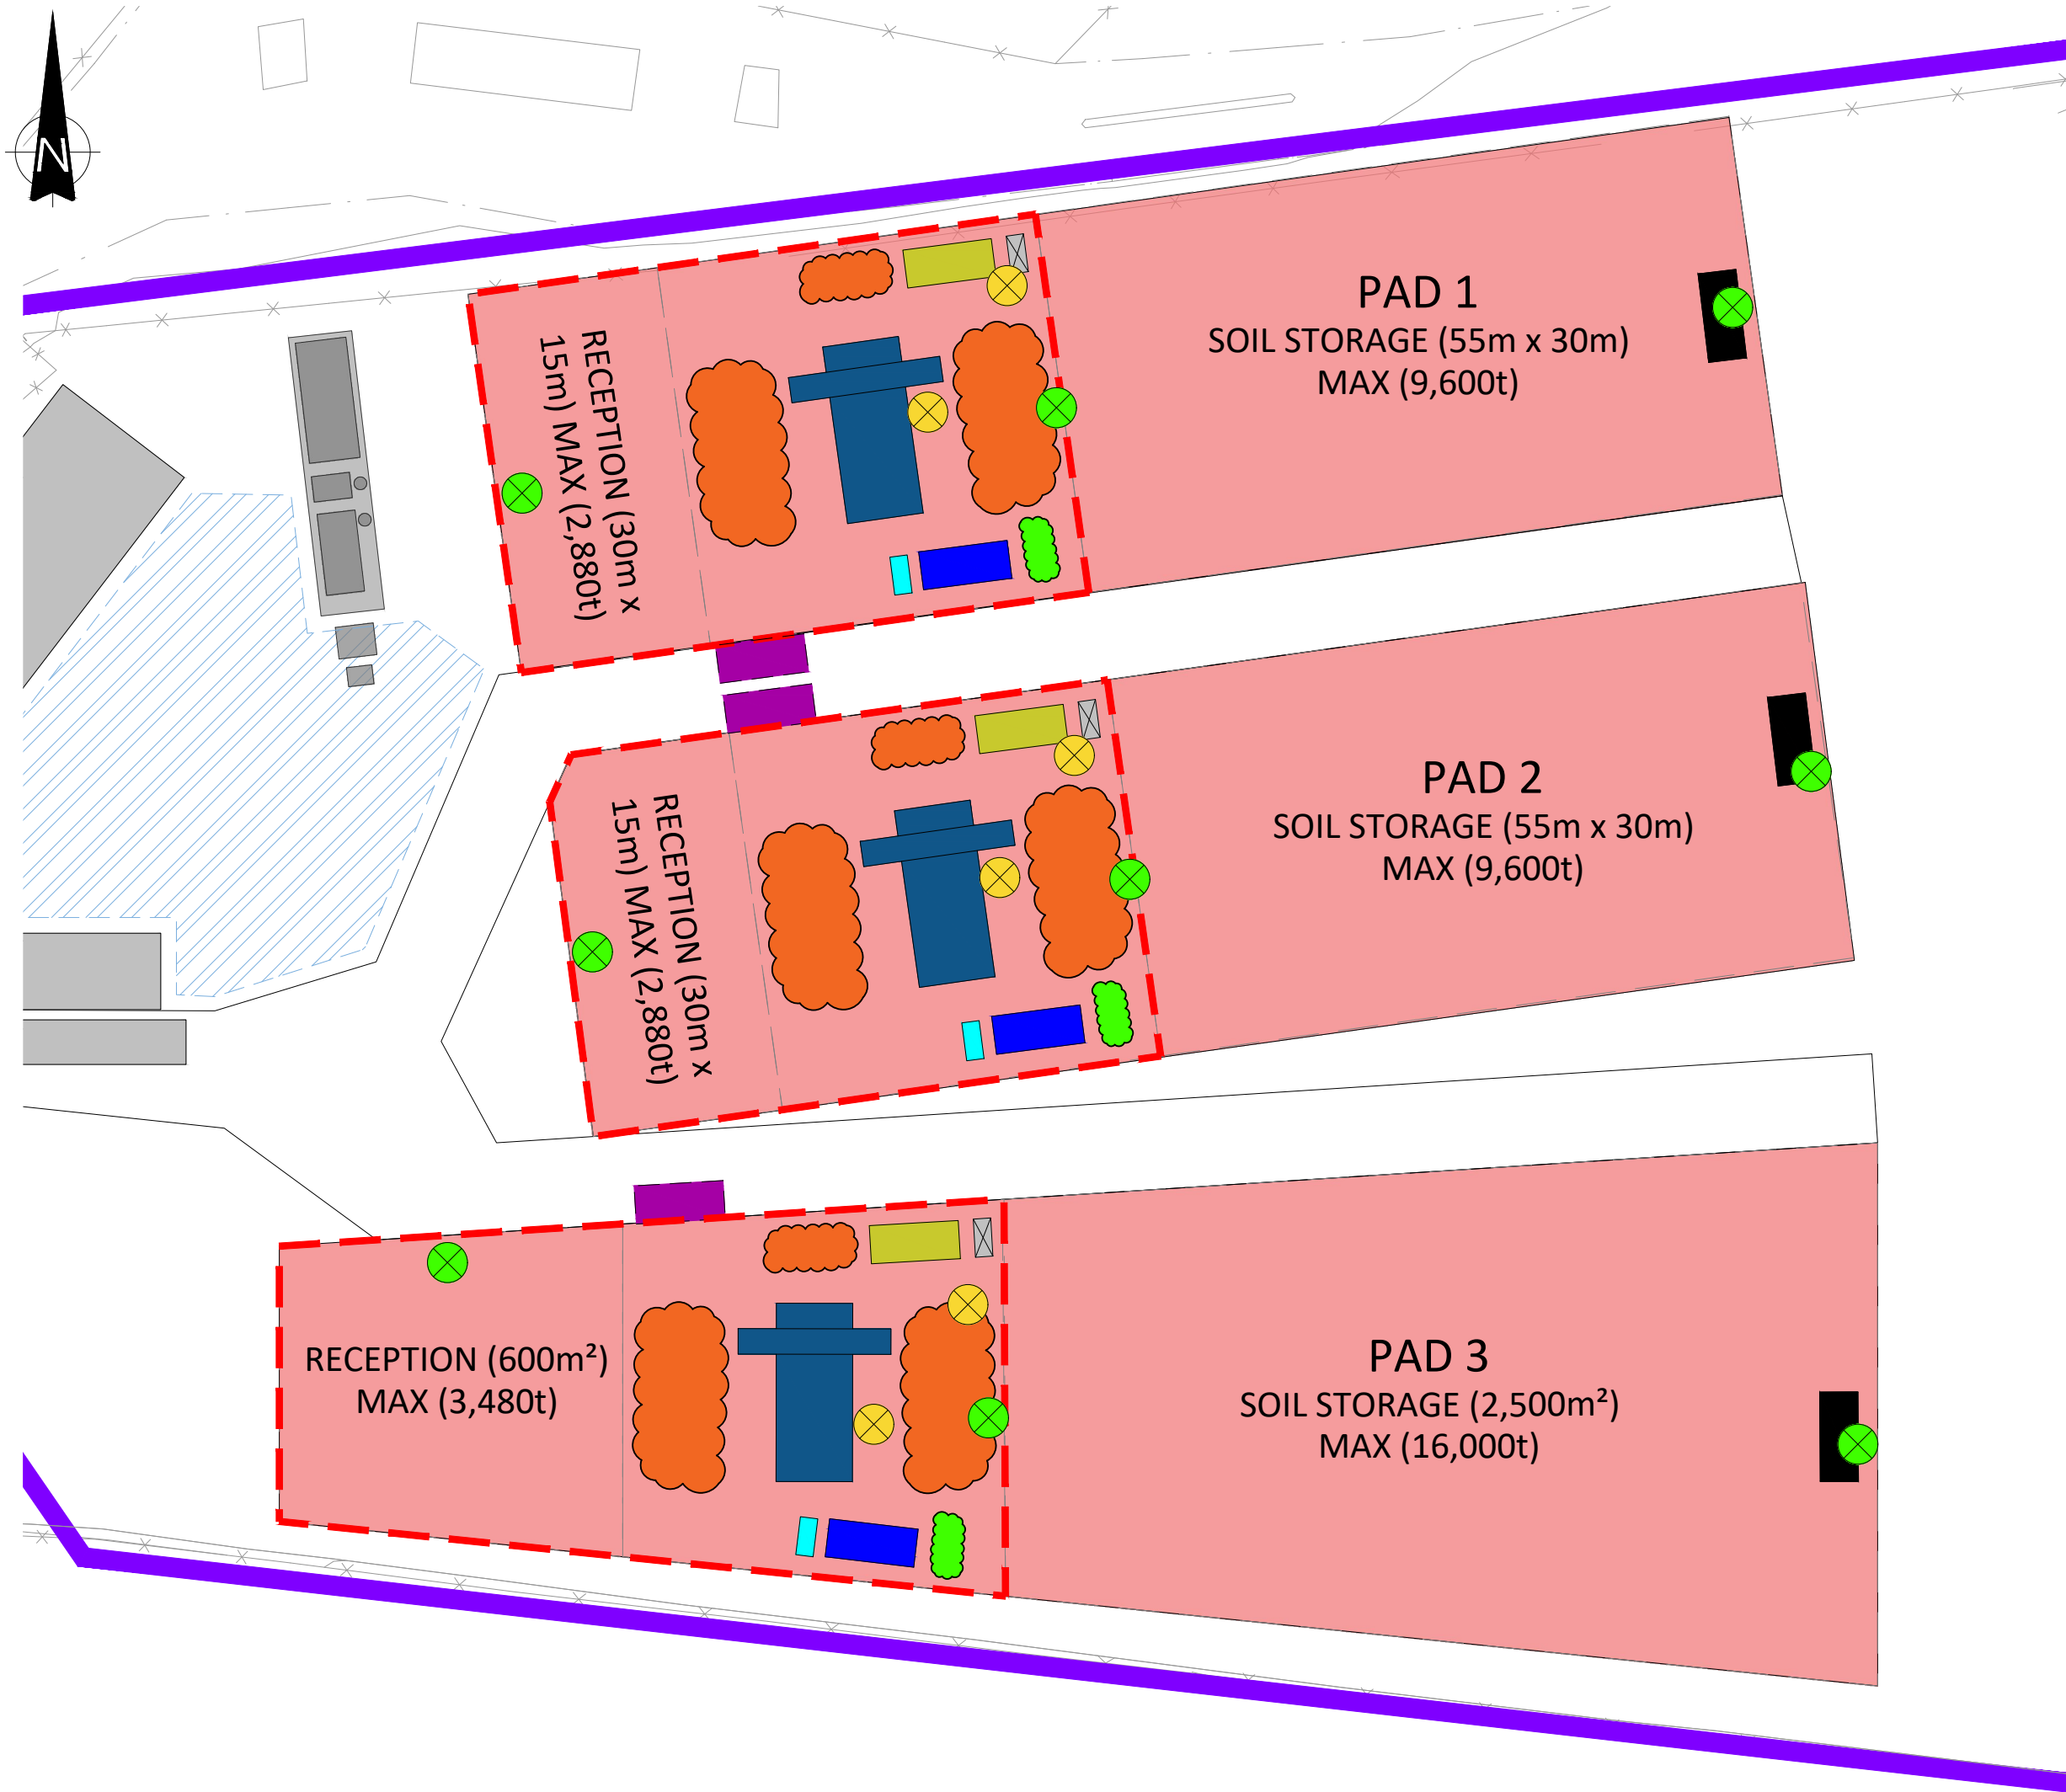 N
PAD 1
SOIL STORAGE (55m x 30m)
MAX (9,600t)
RECEPTION (30m x
15m) MAX (2,880t)
PAD 2
SOIL STORAGE (55m x 30m)
MAX (9,600t)
RECEPTION (30m x
15m) MAX (2,880t)
RECEPTION (600m²)
MAX (3,480t)
PAD 3
SOIL STORAGE (2,500m²)
MAX (16,000t)